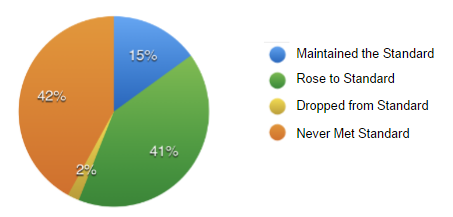 15%
42%
41%
2%
Maintained the Standard
Rose to Standard
Dropped from Standard
Never Met Standard